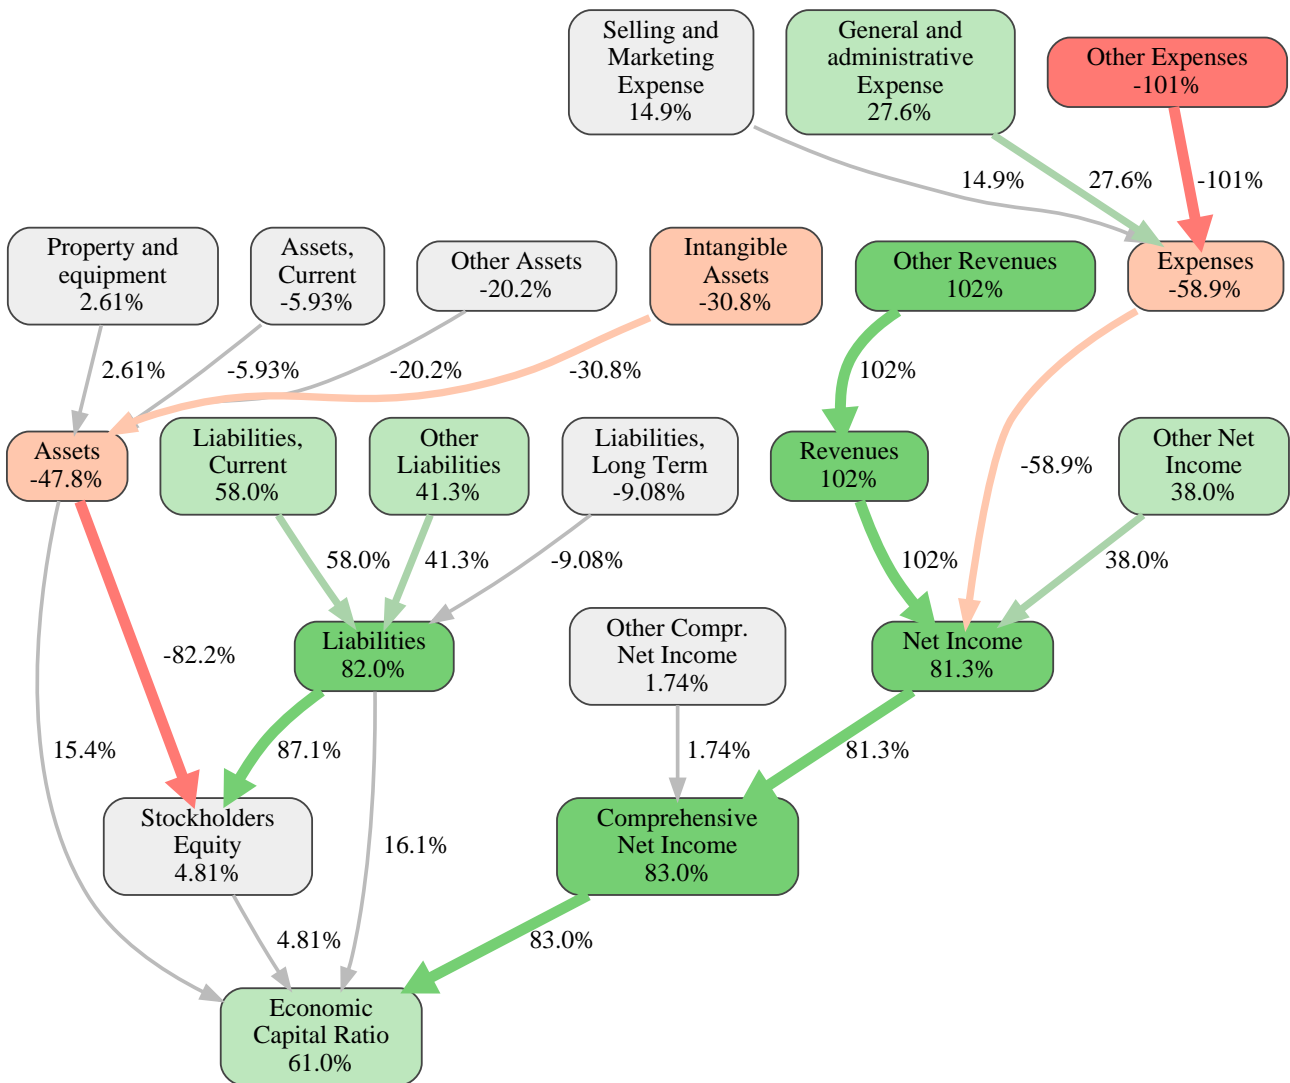 Selling and
Marketing
Expense
14.9%
General and
administrative
Expense
27.6%
Other Expenses
-101%
14.9%
27.6%
-101%
Property and
equipment
2.61%
Assets,
Current
-5.93%
Other Assets
-20.2%
Intangible
Assets
-30.8%
Other Revenues
102%
Expenses
-58.9%
2.61%
-5.93%
-20.2%
-30.8%
102%
Assets
-47.8%
Liabilities,
Current
58.0%
Other
Liabilities
41.3%
Liabilities,
Long Term
-9.08%
Revenues
102%
-58.9%
Other Net
Income
38.0%
58.0%
41.3%
-9.08%
102%
38.0%
-82.2%
Liabilities
82.0%
Other Compr.
Net Income
1.74%
Net Income
81.3%
15.4%
87.1%
1.74%
81.3%
Stockholders
Equity
4.81%
16.1%
Comprehensive
Net Income
83.0%
4.81%
83.0%
Economic
Capital Ratio
61.0%